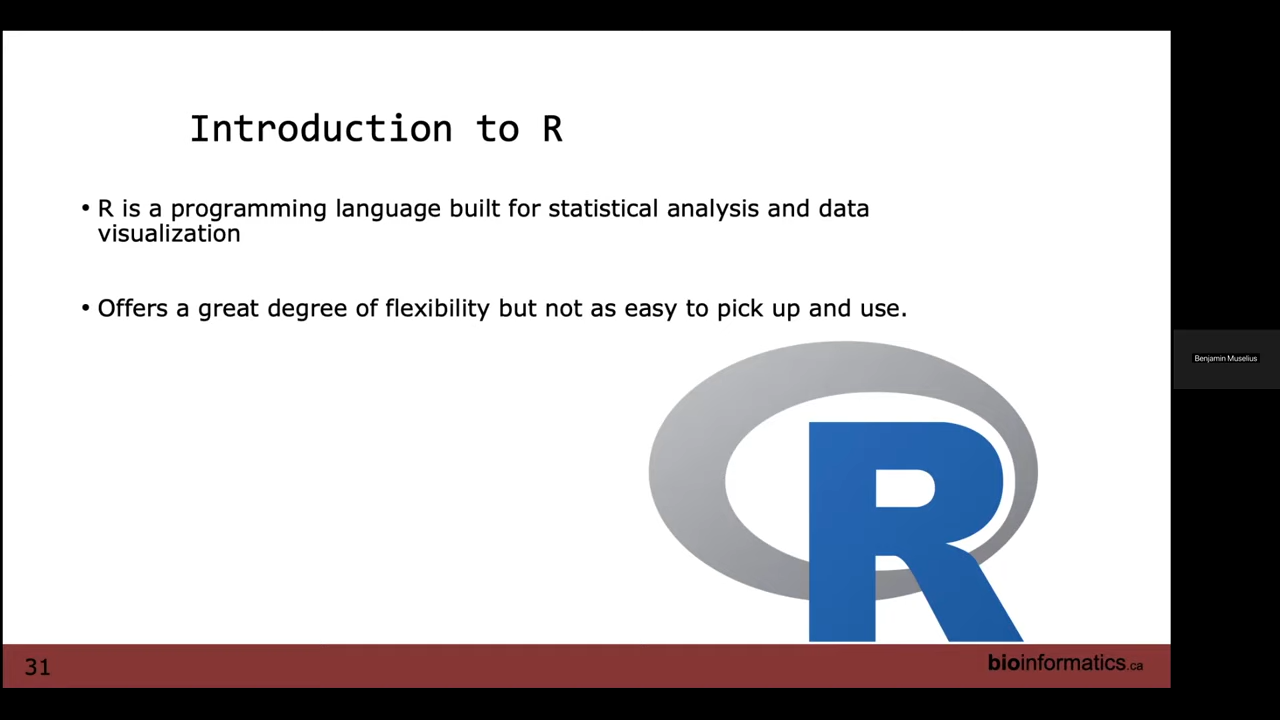 Introduction to R
• R is a programming language built for statistical analysis and data
visualization
• Offers a great degree of flexibility but not as easy to pick up and use.
R
Benjamin Muselius
31
bioinformatics.ca